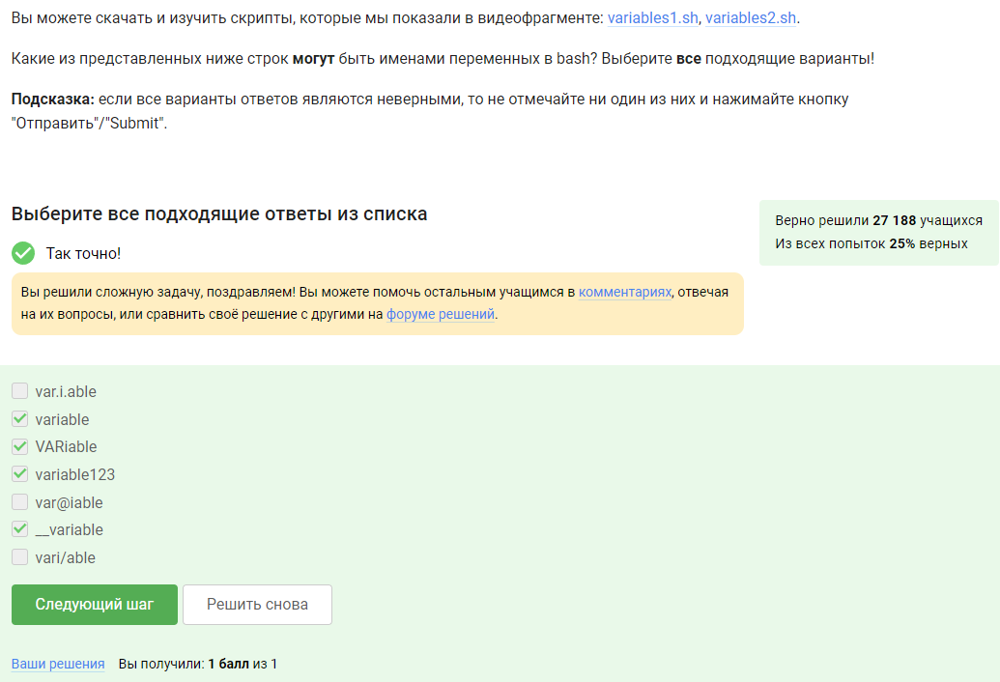 Вы можете скачать и изучить скрипты, которые мы показали в видеофрагменте: variables1.sh, variables2.sh.
Какие из представленных ниже строк могут быть именами переменных в bash? Выберите все подходящие варианты!
Подсказка: если все варианты ответов являются неверными, то не отмечайте ни один из них и нажимайте кнопку
"Отправить"/"Submit".
Выберите все подходящие ответы из списка
Верно решили 27 188 учащихся
Из всех попыток 25% верных
Так точно!
Вы решили сложную задачу, поздравляем! Вы можете помочь остальным учащимся в комментариях, отвечая
на их вопросы, или сравнить своё решение с другими на форуме решений.
var.i.able
variable
VARiable
variable123
var@iable
__variable
vari/able
Следующий шаг
Решить снова
Ваши решения Вы получили: 1 балл из 1